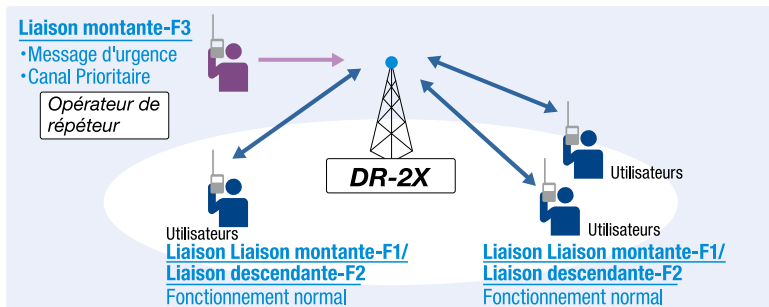 Liaison montante-F3
•Message d'urgence
•Canal Prioritaire
Opérateur de
répéteur
DR-2X
Utilisateurs
Utilisateurs
Utilisateurs
Liaison Liaison montante-F1/
Liaison descendante-F2
Fonctionnement normal
Liaison Liaison montante-F1/
Liaison descendante-F2
Fonctionnement normal